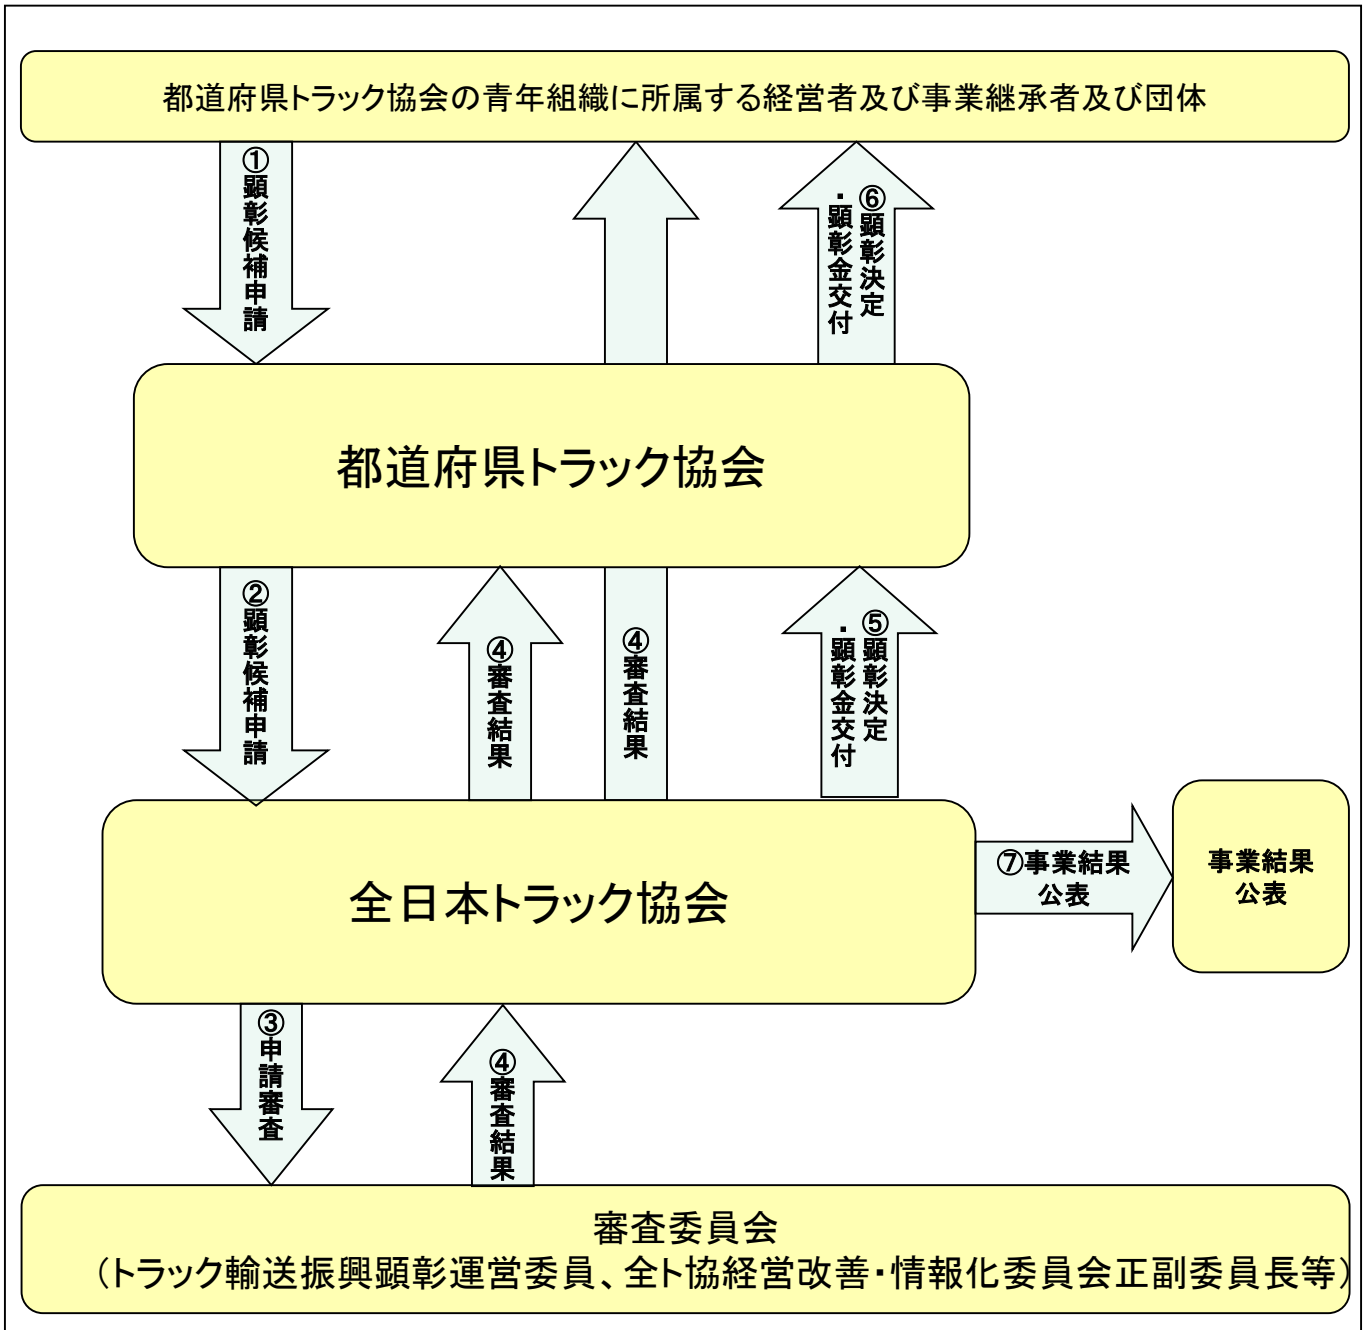 都道府県トラック協会の青年組織に所属する経営者及び事業継承者及び団体
①顕彰候補申請
⑥顕彰決定
・顕彰金交付
都道府県トラック協会
②顕彰候補申請
④審査結果
④審査結果
⑤顕彰決定
・顕彰金交付
全日本トラック協会
⑦事業結果
公表
事業結果
公表
③申請審査
④審査結果
審査委員会
(トラック輸送振興顕彰運営委員、全ト協経営改善・情報化委員会正副委員長等)